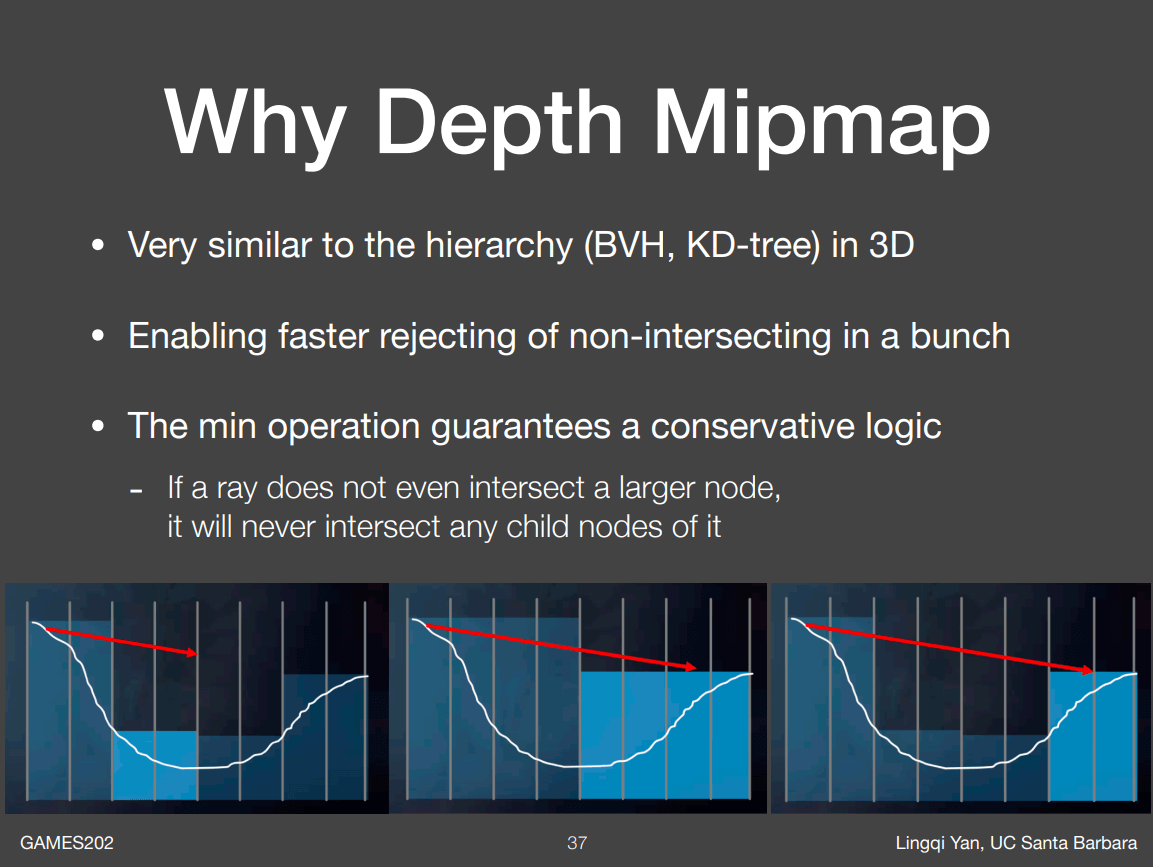 Why Depth Mipmap
• Very similar to the hierarchy (BVH, KD-tree) in 3D
• Enabling faster rejecting of non-intersecting in a bunch
• The min operation guarantees a conservative logic
- If a ray does not even intersect a larger node,
it will never intersect any child nodes of it
GAMES202
37
Lingqi Yan, UC Santa Barbara